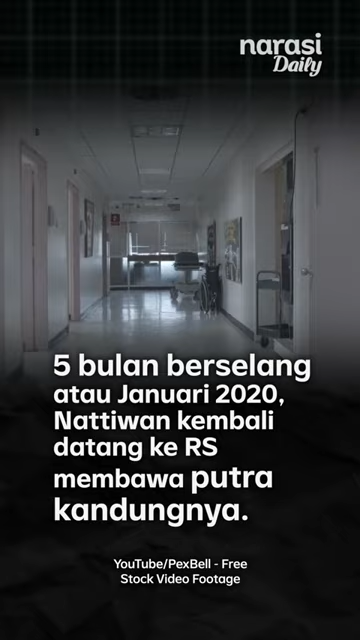 narasi
Daily
5 bulan berselang
atau Januari 2020,
Nattiwan kembali
datang ke RS
membawa putra
kandungnya.
YouTube/PexBell - Free
Stock Video Footage